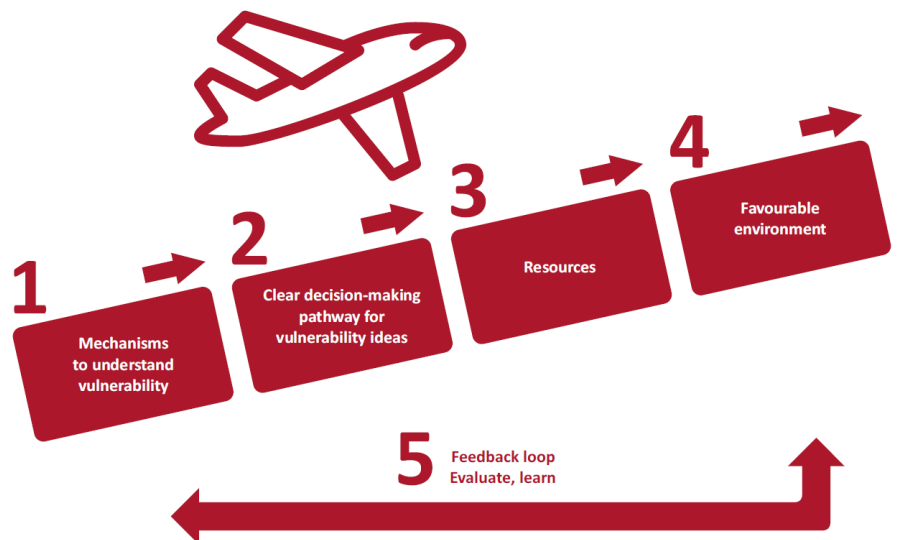 1
Mechanisms
to understand
vulnerability
2
Clear decision-making
pathway for
vulnerability ideas
3
Resources
4
Favourable
environment
5
Feedback loop
Evaluate, learn